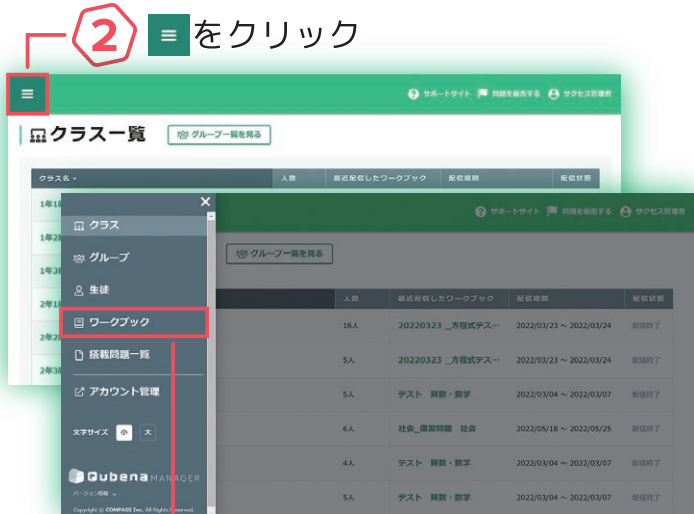 2 ≡ をクリック
サポートサイト 問題を報告する サクセス管理者
クラス一覧 グループ一覧を見る
クラス名 人数 最近配信したワークブック 配信期間 配信状態
1年1
1年2
1年3
2年1
2年2
2年3
×
クラス
グループ
生徒
ワークブック
搭載問題一覧
アカウント管理
文字サイズ 小 大
Qubena MANAGER
バージョン情報
Copyright © COMPASS Inc. All Rights Reserved.
サポートサイト 問題を報告する サクセス管理者
グループ一覧を見る
人数 最近配信したワークブック 配信期間 配信状態
16人 20220323 _方程式テス… 2022/03/23 ~ 2022/03/24 配信終了
5人 20220323 _方程式テス… 2022/03/23 ~ 2022/03/24 配信終了
5人 テスト 算数・数学 2022/03/04 ~ 2022/03/07 配信終了
6人 社会_復習問題 社会 2022/05/18 ~ 2022/05/25 配信終了
4人 テスト 算数・数学 2022/03/04 ~ 2022/03/07 配信終了
5人 テスト 算数・数学 2022/03/04 ~ 2022/03/07 配信終了